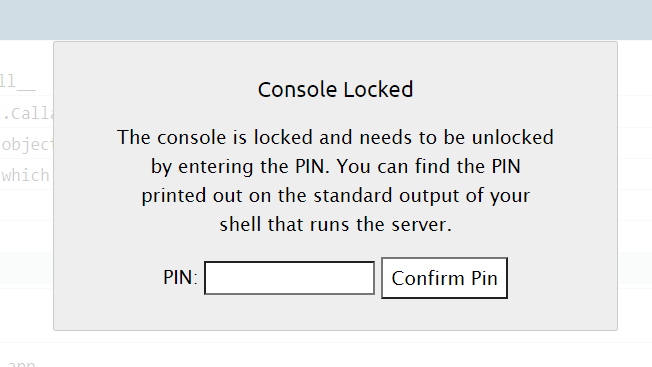 ll__
Console Locked
.Calla
The console is locked and needs to be unlocked
object
by entering the PIN. You can find the PIN
which
printed out on the standard output of your
shell that runs the server.
PIN:
Confirm Pin
app